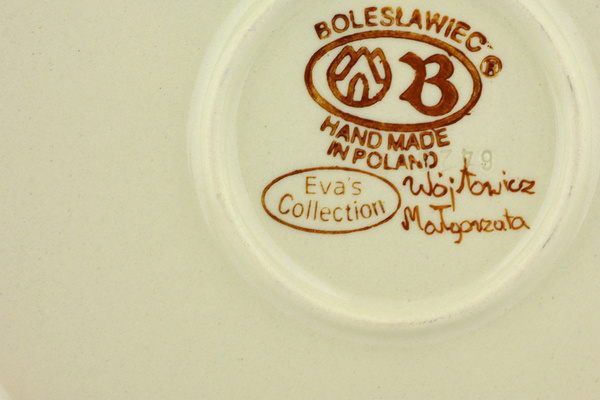 BOLESŁAWIEC ®
B
HAND MADE
IN POLAND
Eva's
Collection
Wójtowicz
Małgorzata